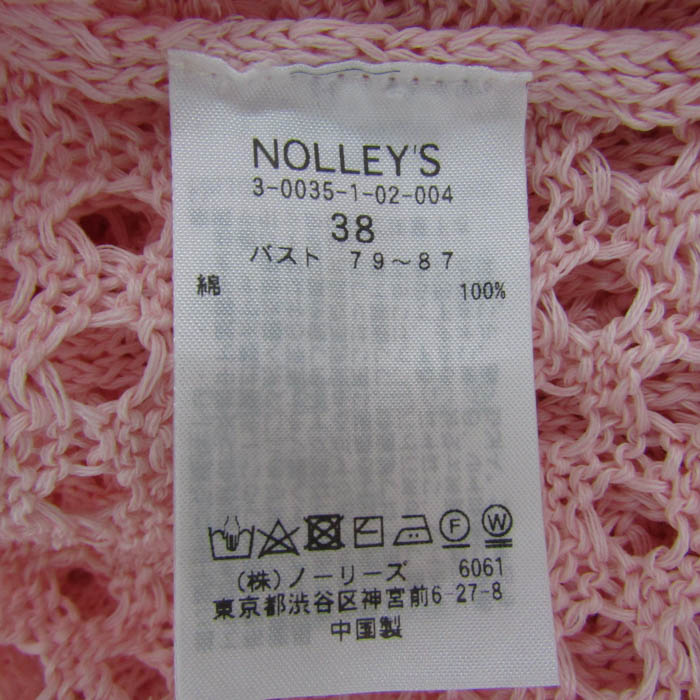 NOLLEY'S
3-0035-1-02-004
38
バスト 79〜87
綿 100%
F W
(株)ノーリーズ 6061
東京都渋谷区神宮前6-27-8
中国製